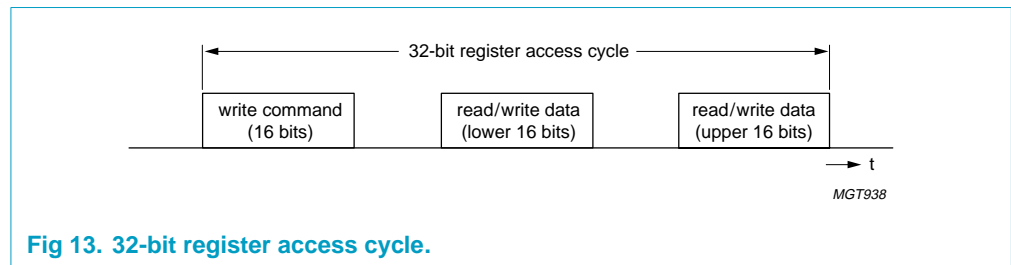 32-bit register access cycle
write command
(16 bits)
read/write data
(lower 16 bits)
read/write data
(upper 16 bits)
t
MGT938
Fig 13. 32-bit register access cycle.